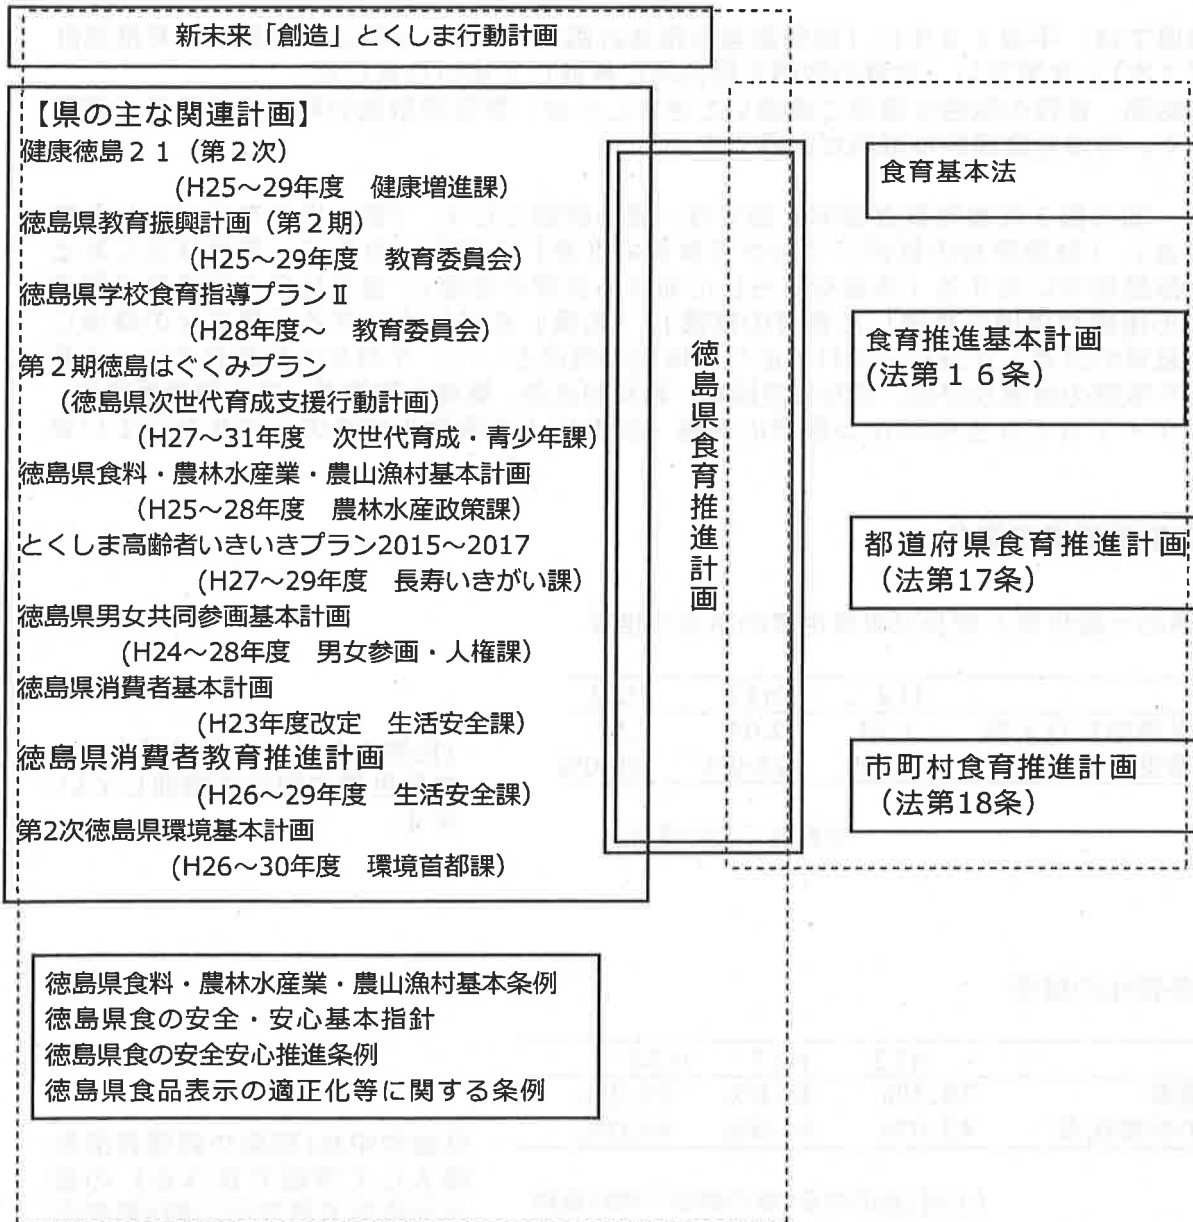 新未来「創造」とくしま行動計画
【県の主な関連計画】
健康徳島２１（第２次）
(H25～29年度　健康増進課）
徳島県教育振興計画（第２期）
(H25～29年度　教育委員会）
徳島県学校食育指導プランⅡ
(H28年度～　教育委員会）
第２期徳島はぐくみプラン
（徳島県次世代育成支援行動計画）
(H27～31年度　次世代育成・青少年課）
徳島県食料・農林水産業・農山漁村基本計画
（H25～28年度　農林水産政策課）
とくしま高齢者いきいきプラン2015～2017
(H27～29年度　長寿いきがい課）
徳島県男女共同参画基本計画
(H24～28年度　男女参画・人権課）
徳島県消費者基本計画
(H23年度改定　生活安全課）
徳島県消費者教育推進計画
(H26～29年度　生活安全課）
第2次徳島県環境基本計画
(H26～30年度　環境首都課）
徳島県食育推進計画
食育基本法
食育推進基本計画
(法第１６条）
都道府県食育推進計画
（法第17条）
市町村食育推進計画
（法第18条）
徳島県食料・農林水産業・農山漁村基本条例
徳島県食の安全・安心基本指針
徳島県食の安全安心推進条例
徳島県食品表示の適正化等に関する条例